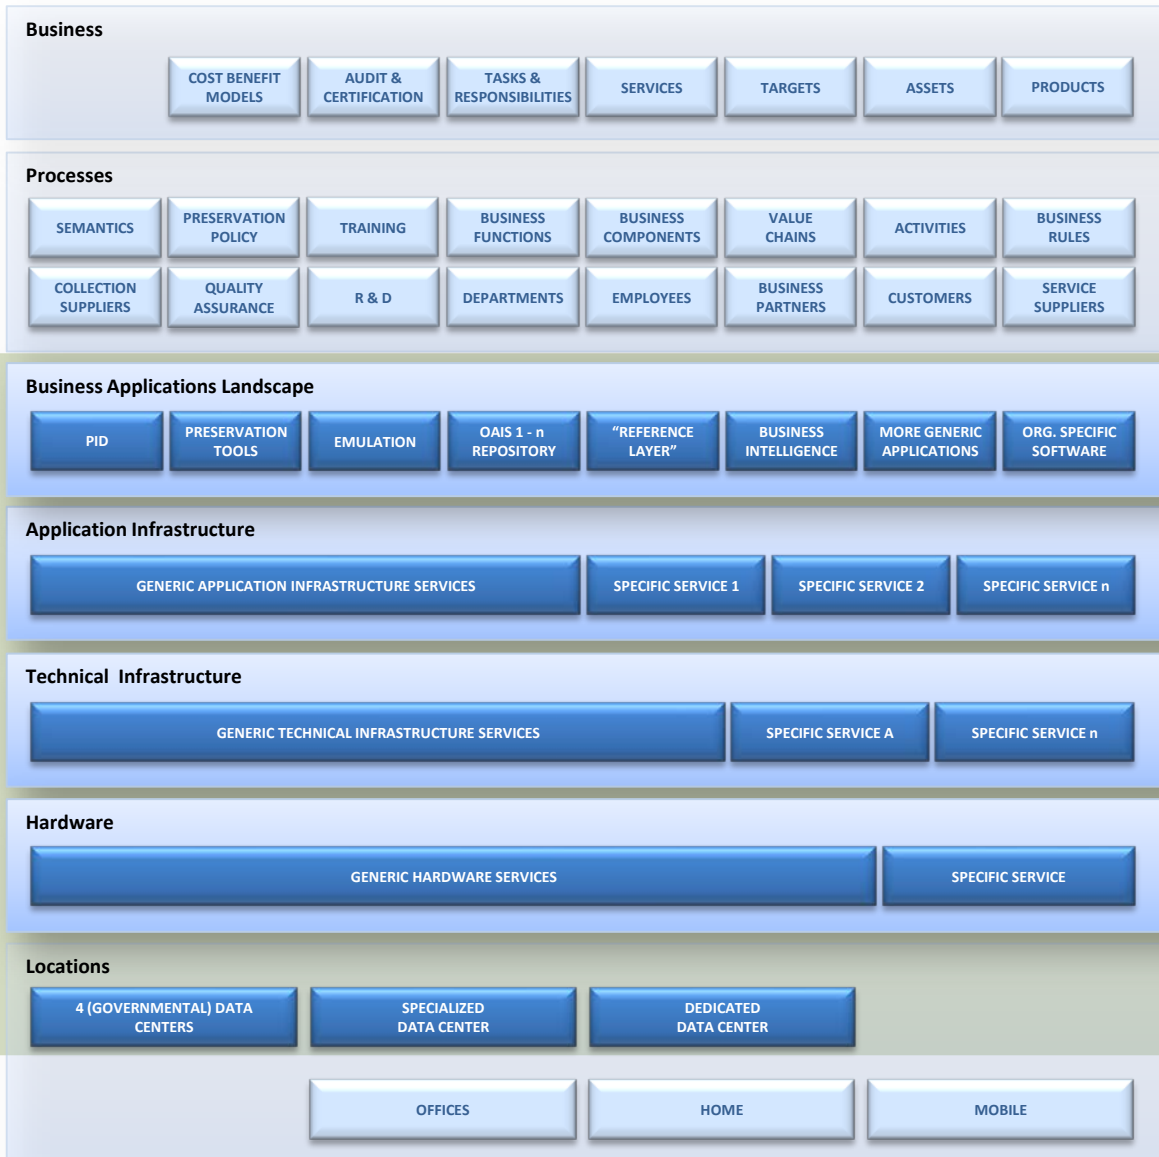 Business
COST BENEFIT
MODELS
AUDIT &
CERTIFICATION
TASKS &
RESPONSIBILITIES
SERVICES
TARGETS
ASSETS
PRODUCTS
Processes
SEMANTICS
PRESERVATION
POLICY
TRAINING
BUSINESS
FUNCTIONS
BUSINESS
COMPONENTS
VALUE
CHAINS
ACTIVITIES
BUSINESS
RULES
COLLECTION
SUPPLIERS
QUALITY
ASSURANCE
R & D
DEPARTMENTS
EMPLOYEES
BUSINESS
PARTNERS
CUSTOMERS
SERVICE
SUPPLIERS
Business Applications Landscape
PID
PRESERVATION
TOOLS
EMULATION
OAIS 1 - n
REPOSITORY
“REFERENCE
LAYER”
BUSINESS
INTELLIGENCE
MORE GENERIC
APPLICATIONS
ORG. SPECIFIC
SOFTWARE
Application Infrastructure
GENERIC APPLICATION INFRASTRUCTURE SERVICES
SPECIFIC SERVICE 1
SPECIFIC SERVICE 2
SPECIFIC SERVICE n
Technical Infrastructure
GENERIC TECHNICAL INFRASTRUCTURE SERVICES
SPECIFIC SERVICE A
SPECIFIC SERVICE n
Hardware
GENERIC HARDWARE SERVICES
SPECIFIC SERVICE
Locations
4 (GOVERNMENTAL) DATA
CENTERS
SPECIALIZED
DATA CENTER
DEDICATED
DATA CENTER
OFFICES
HOME
MOBILE